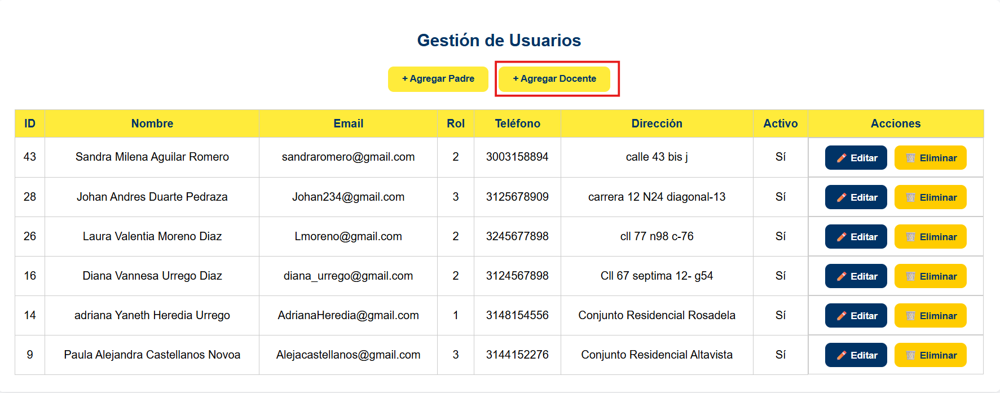 Gestión de Usuarios
+ Agregar Padre + Agregar Docente
ID Nombre Email Rol Teléfono Dirección Activo Acciones
43 Sandra Milena Aguilar Romero sandraromero@gmail.com 2 3003158894 calle 43 bis j Sí Editar Eliminar
28 Johan Andres Duarte Pedraza Johan234@gmail.com 3 3125678909 carrera 12 N24 diagonal-13 Sí Editar Eliminar
26 Laura Valentia Moreno Diaz Lmoreno@gmail.com 2 3245677898 cll 77 n98 c-76 Sí Editar Eliminar
16 Diana Vannesa Urrego Diaz diana_urrego@gmail.com 2 3124567898 Cll 67 septima 12- g54 Sí Editar Eliminar
14 adriana Yaneth Heredia Urrego AdrianaHeredia@gmail.com 1 3148154556 Conjunto Residencial Rosadela Sí Editar Eliminar
9 Paula Alejandra Castellanos Novoa Alejacastellanos@gmail.com 3 3144152276 Conjunto Residencial Altavista Sí Editar Eliminar